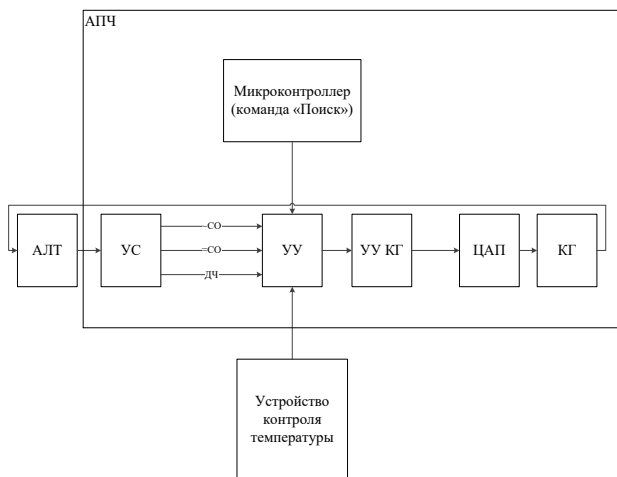 АПЧ
Микроконтроллер
(команда «Поиск»)
АЛТ
УС
~СО
=СО
ДЧ
УУ
УУ КГ
ЦАП
КГ
Устройство
контроля
температуры